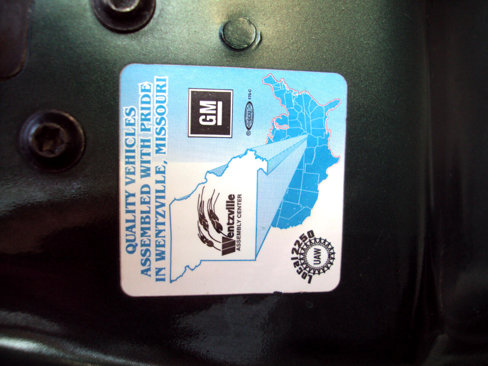 QUALITY VEHICLES
ASSEMBLED WITH PRIDE
IN WENTZVILLE, MISSOURI
GM
Wentzville
ASSEMBLY CENTER
Local 2250
UAW